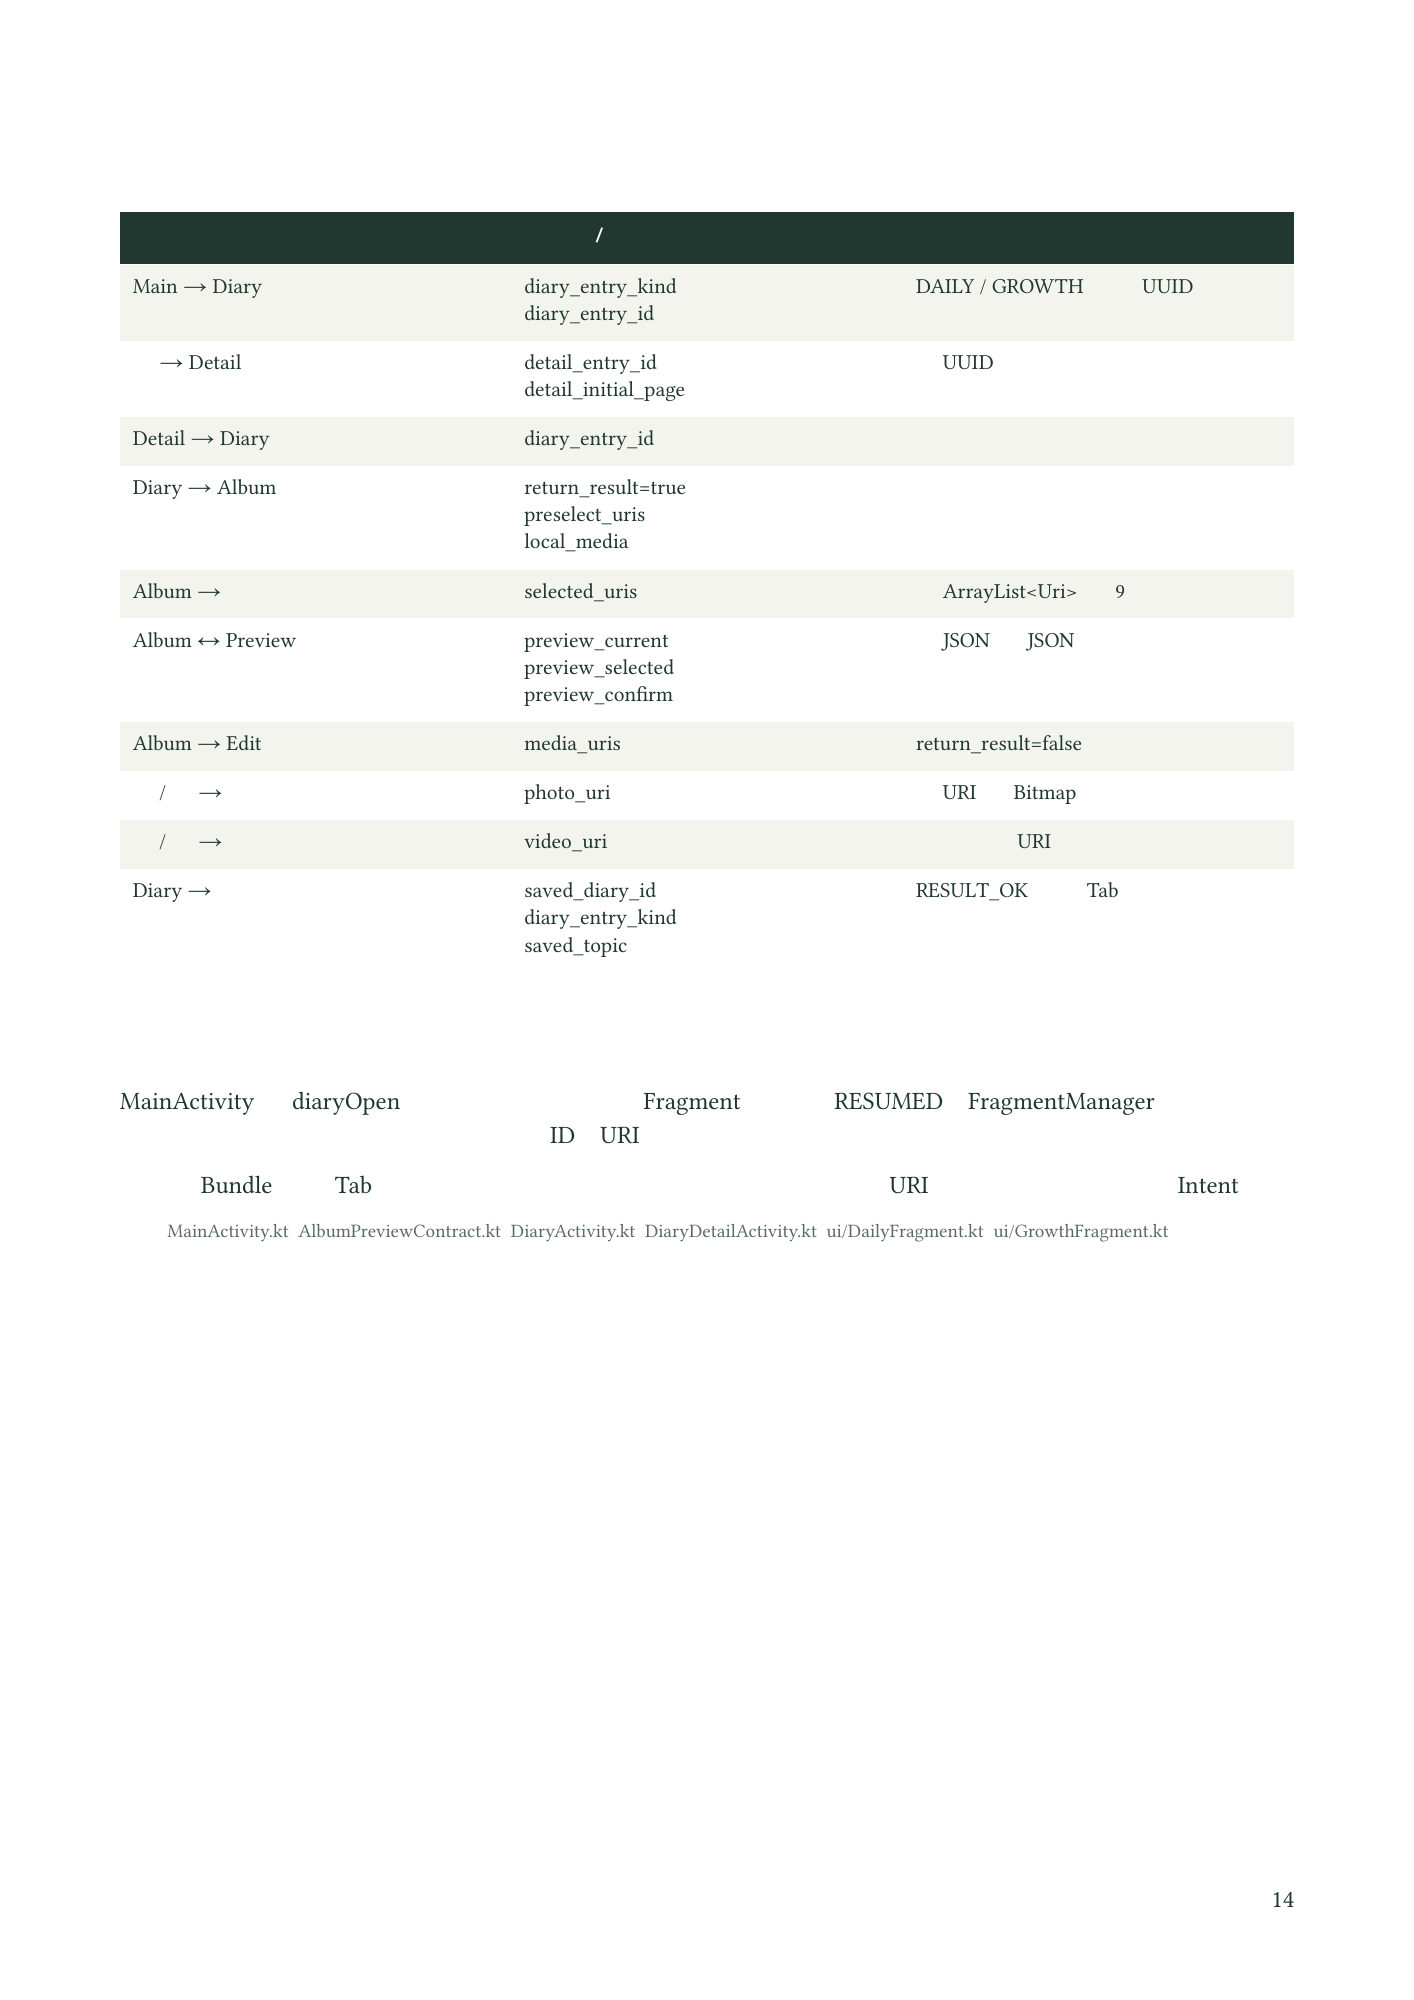 /
Main → Diary diary_entry_kind DAILY / GROWTH UUID
diary_entry_id
→ Detail detail_entry_id UUID
detail_initial_page
Detail → Diary diary_entry_id
Diary → Album return_result=true
preselect_uris
local_media
Album → selected_uris ArrayList<Uri> 9
Album ↔ Preview preview_current JSON JSON
preview_selected
preview_confirm
Album → Edit media_uris return_result=false
/ → photo_uri URI Bitmap
/ → video_uri URI
Diary → saved_diary_id RESULT_OK Tab
diary_entry_kind
saved_topic
MainActivity diaryOpen Fragment RESUMED FragmentManager
ID URI
Bundle Tab URI Intent
MainActivity.kt AlbumPreviewContract.kt DiaryActivity.kt DiaryDetailActivity.kt ui/DailyFragment.kt ui/GrowthFragment.kt
14